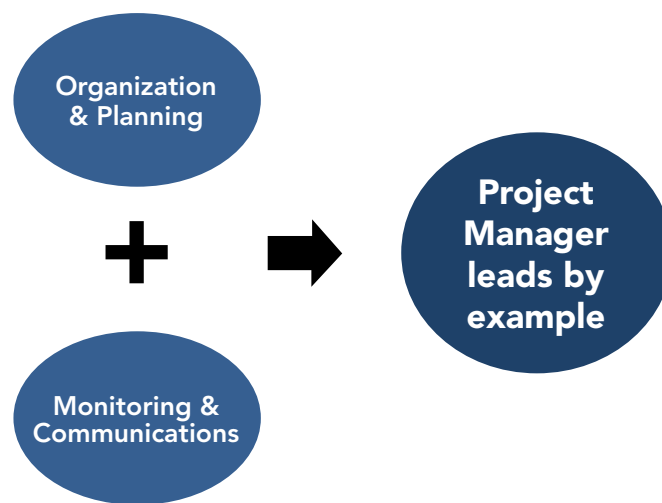 Organization
& Planning
Project
Manager
leads by
example
Monitoring &
Communications